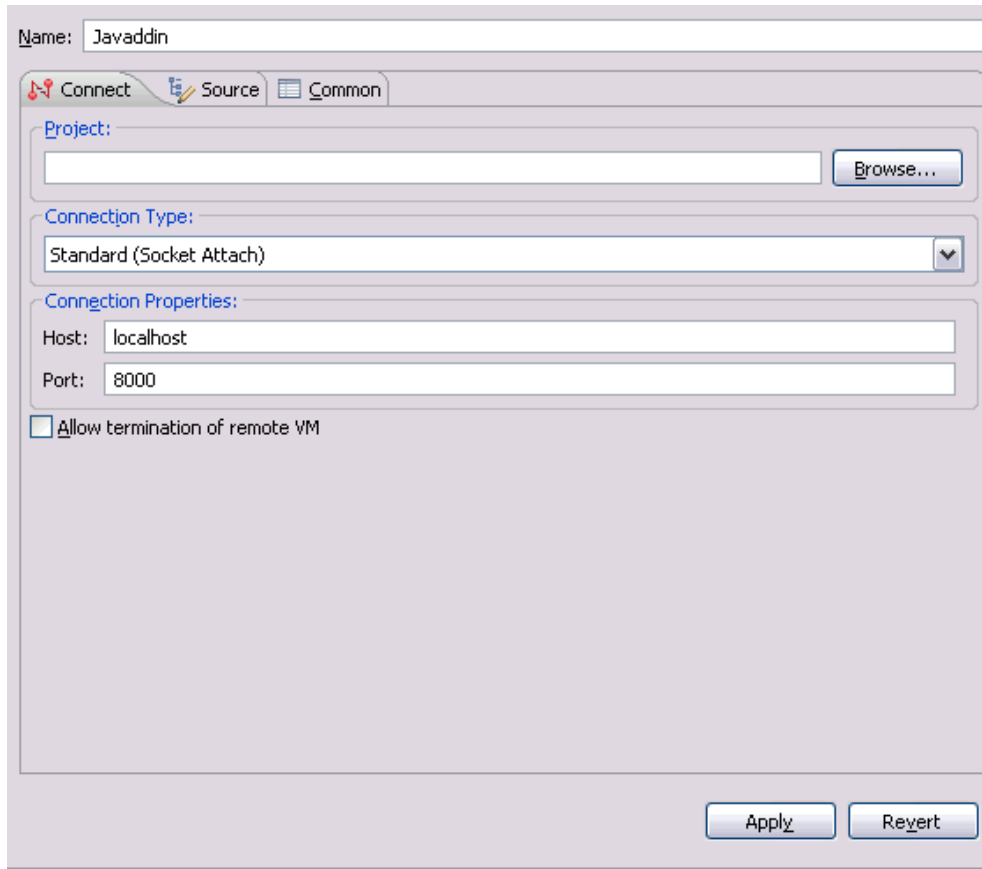 Name: Javaddin
Connect Source Common
Project:
Browse...
Connection Type:
Standard (Socket Attach)
Connection Properties:
Host: localhost
Port: 8000
Allow termination of remote VM
Apply Revert